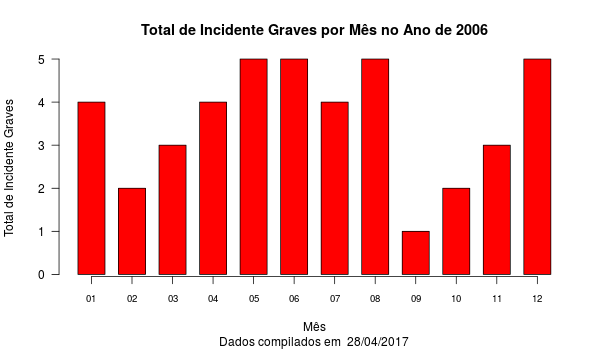 Total de Incidente Graves por Mês no Ano de 2006
Total de Incidente Graves
5
4
3
2
1
0
01 02 03 04 05 06 07 08 09 10 11 12
Mês
Dados compilados em 28/04/2017